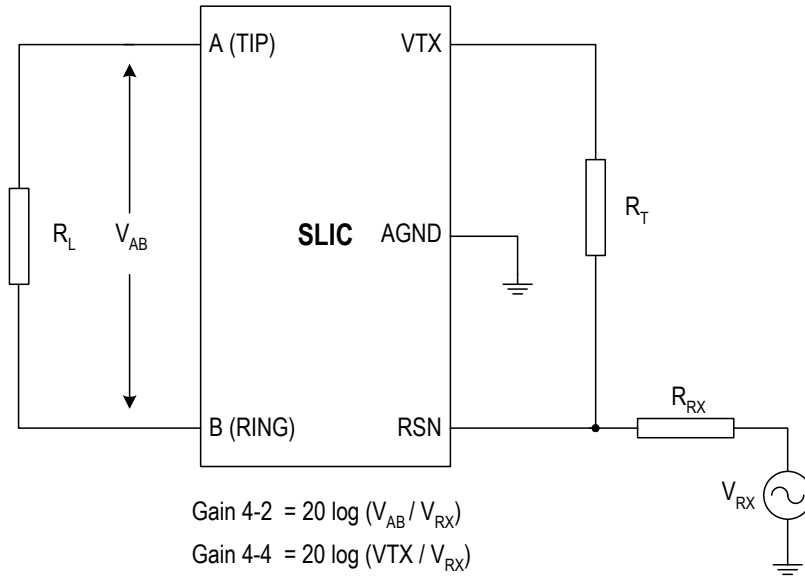 A (TIP)
VTX
R_L
V_AB
SLIC
AGND
R_T
B (RING)
RSN
R_RX
V_RX
Gain 4-2 = 20 log (V_AB / V_RX)
Gain 4-4 = 20 log (VTX / V_RX)